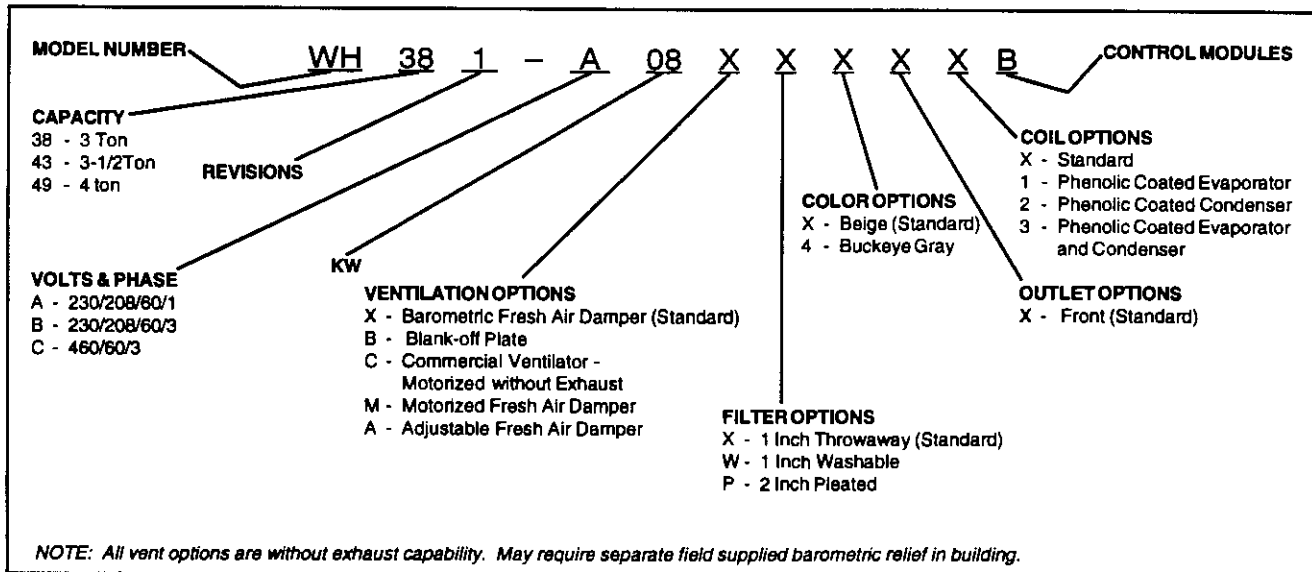 MODEL NUMBER
WH 38 1 - A 08 X X X X X B
CONTROL MODULES
CAPACITY
38 - 3 Ton
43 - 3-1/2Ton
49 - 4 ton
REVISIONS
VOLTS & PHASE
A - 230/208/60/1
B - 230/208/60/3
C - 460/60/3
KW
VENTILATION OPTIONS
X - Barometric Fresh Air Damper (Standard)
B - Blank-off Plate
C - Commercial Ventilator -
Motorized without Exhaust
M - Motorized Fresh Air Damper
A - Adjustable Fresh Air Damper
FILTER OPTIONS
X - 1 Inch Throwaway (Standard)
W - 1 Inch Washable
P - 2 Inch Pleated
COLOR OPTIONS
X - Beige (Standard)
4 - Buckeye Gray
OUTLET OPTIONS
X - Front (Standard)
COIL OPTIONS
X - Standard
1 - Phenolic Coated Evaporator
2 - Phenolic Coated Condenser
3 - Phenolic Coated Evaporator
and Condenser
NOTE: All vent options are without exhaust capability. May require separate field supplied barometric relief in building.